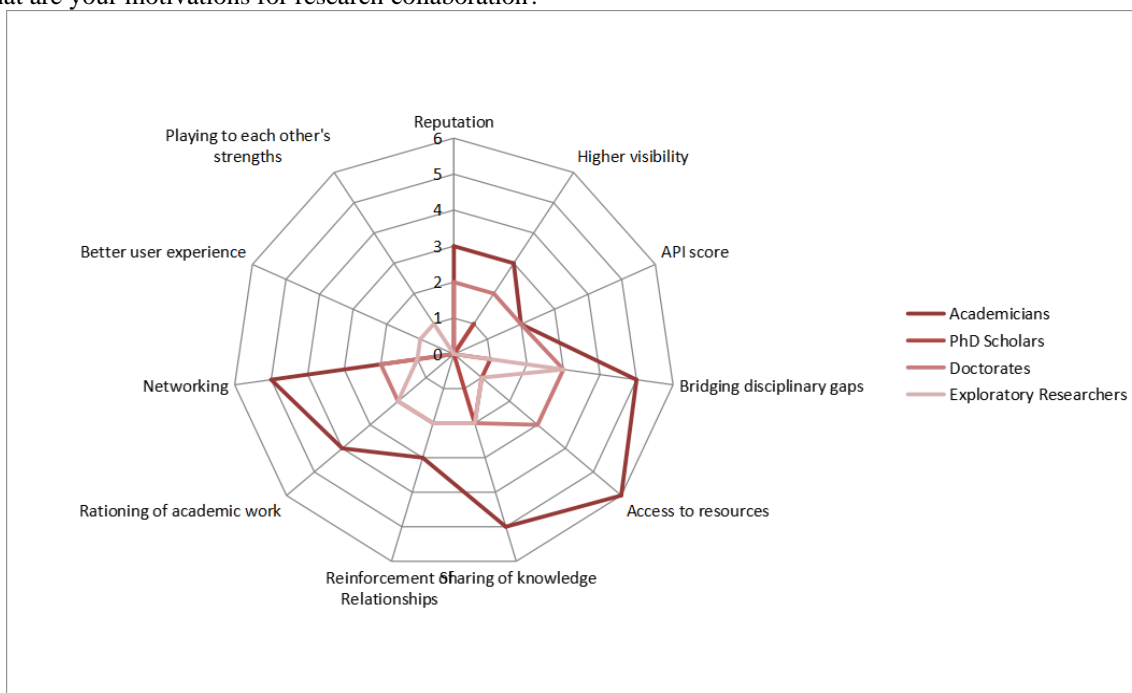 at are your motivations for research collaboration?
Reputation
Playing to each other's
strengths
Higher visibility
6
5
4
3
2
1
0
Better user experience
API score
Academicians
PhD Scholars
Doctorates
Exploratory Researchers
Networking
Bridging disciplinary gaps
Rationing of academic work
Access to resources
Reinforcement of
Relationships
Sharing of knowledge